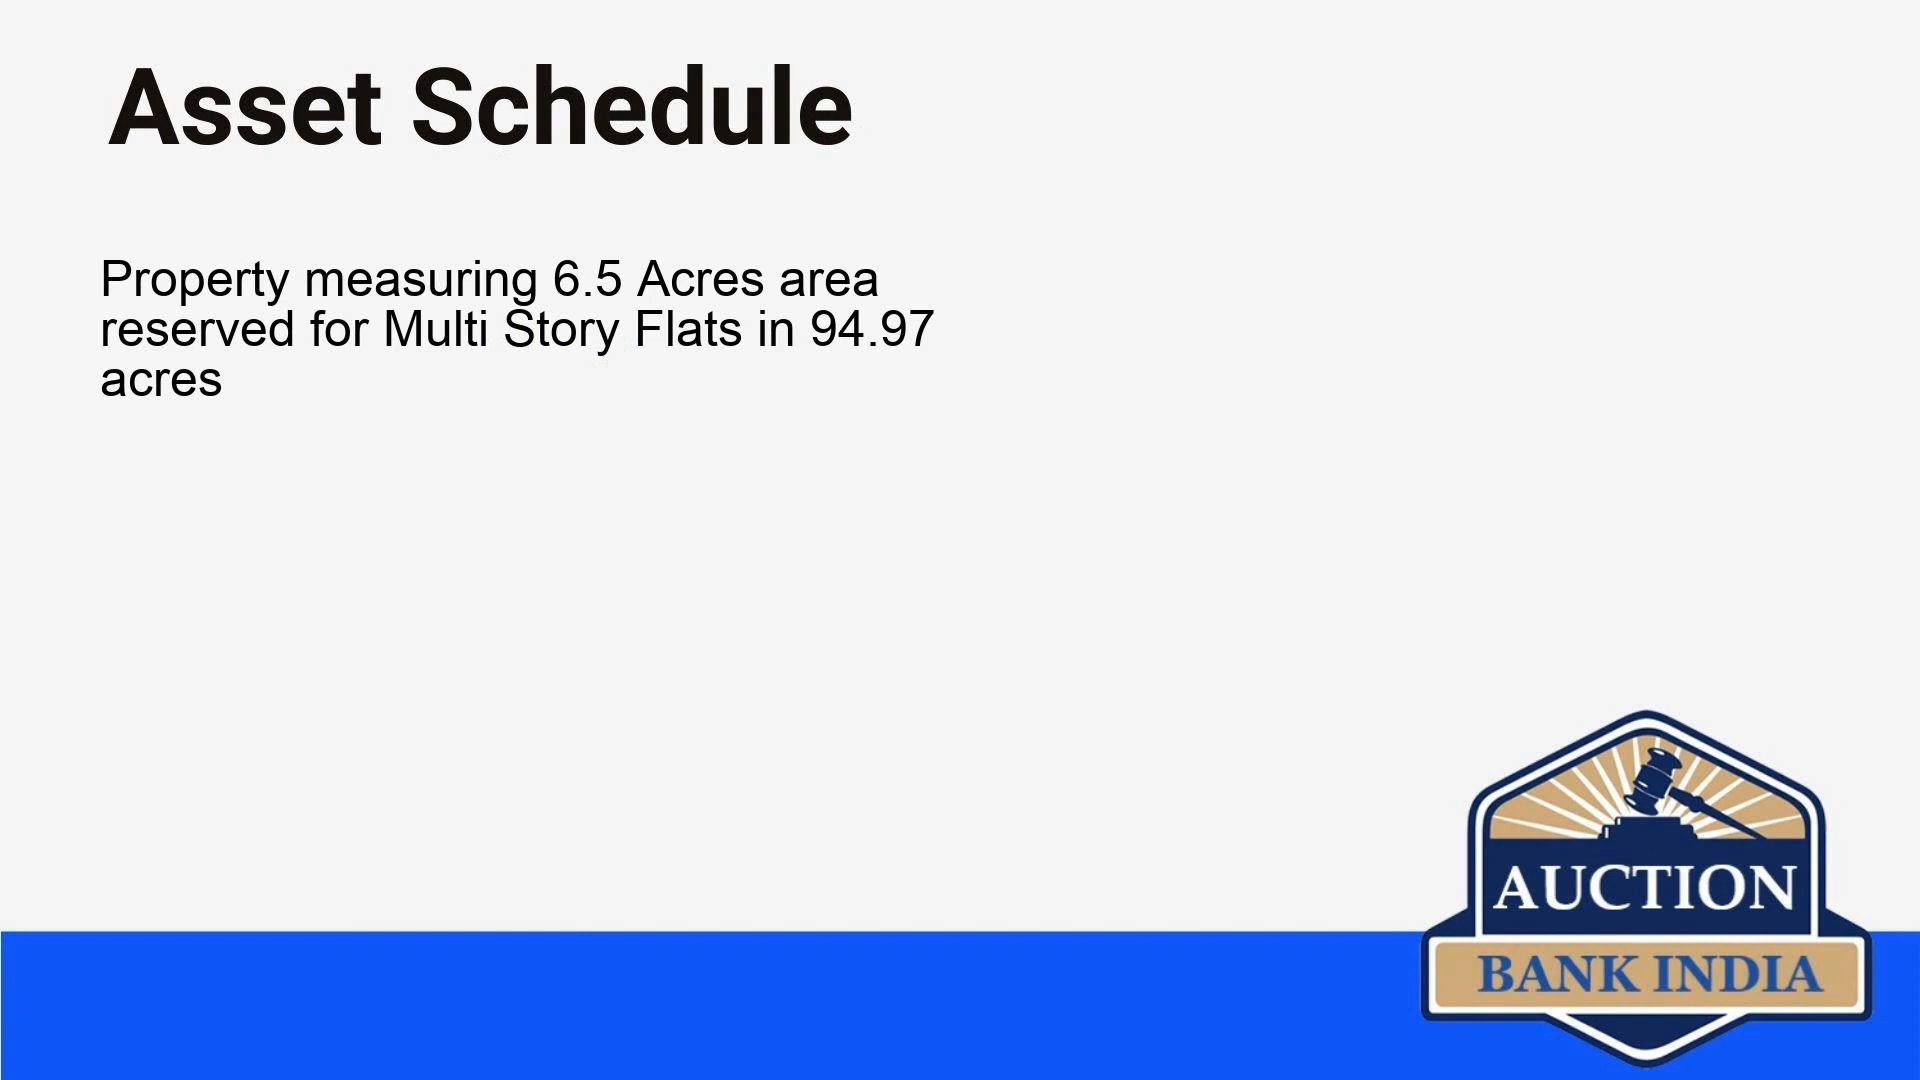 Asset Schedule
Property measuring 6.5 Acres area
reserved for Multi Story Flats in 94.97
acres
AUCTION
BANK INDIA